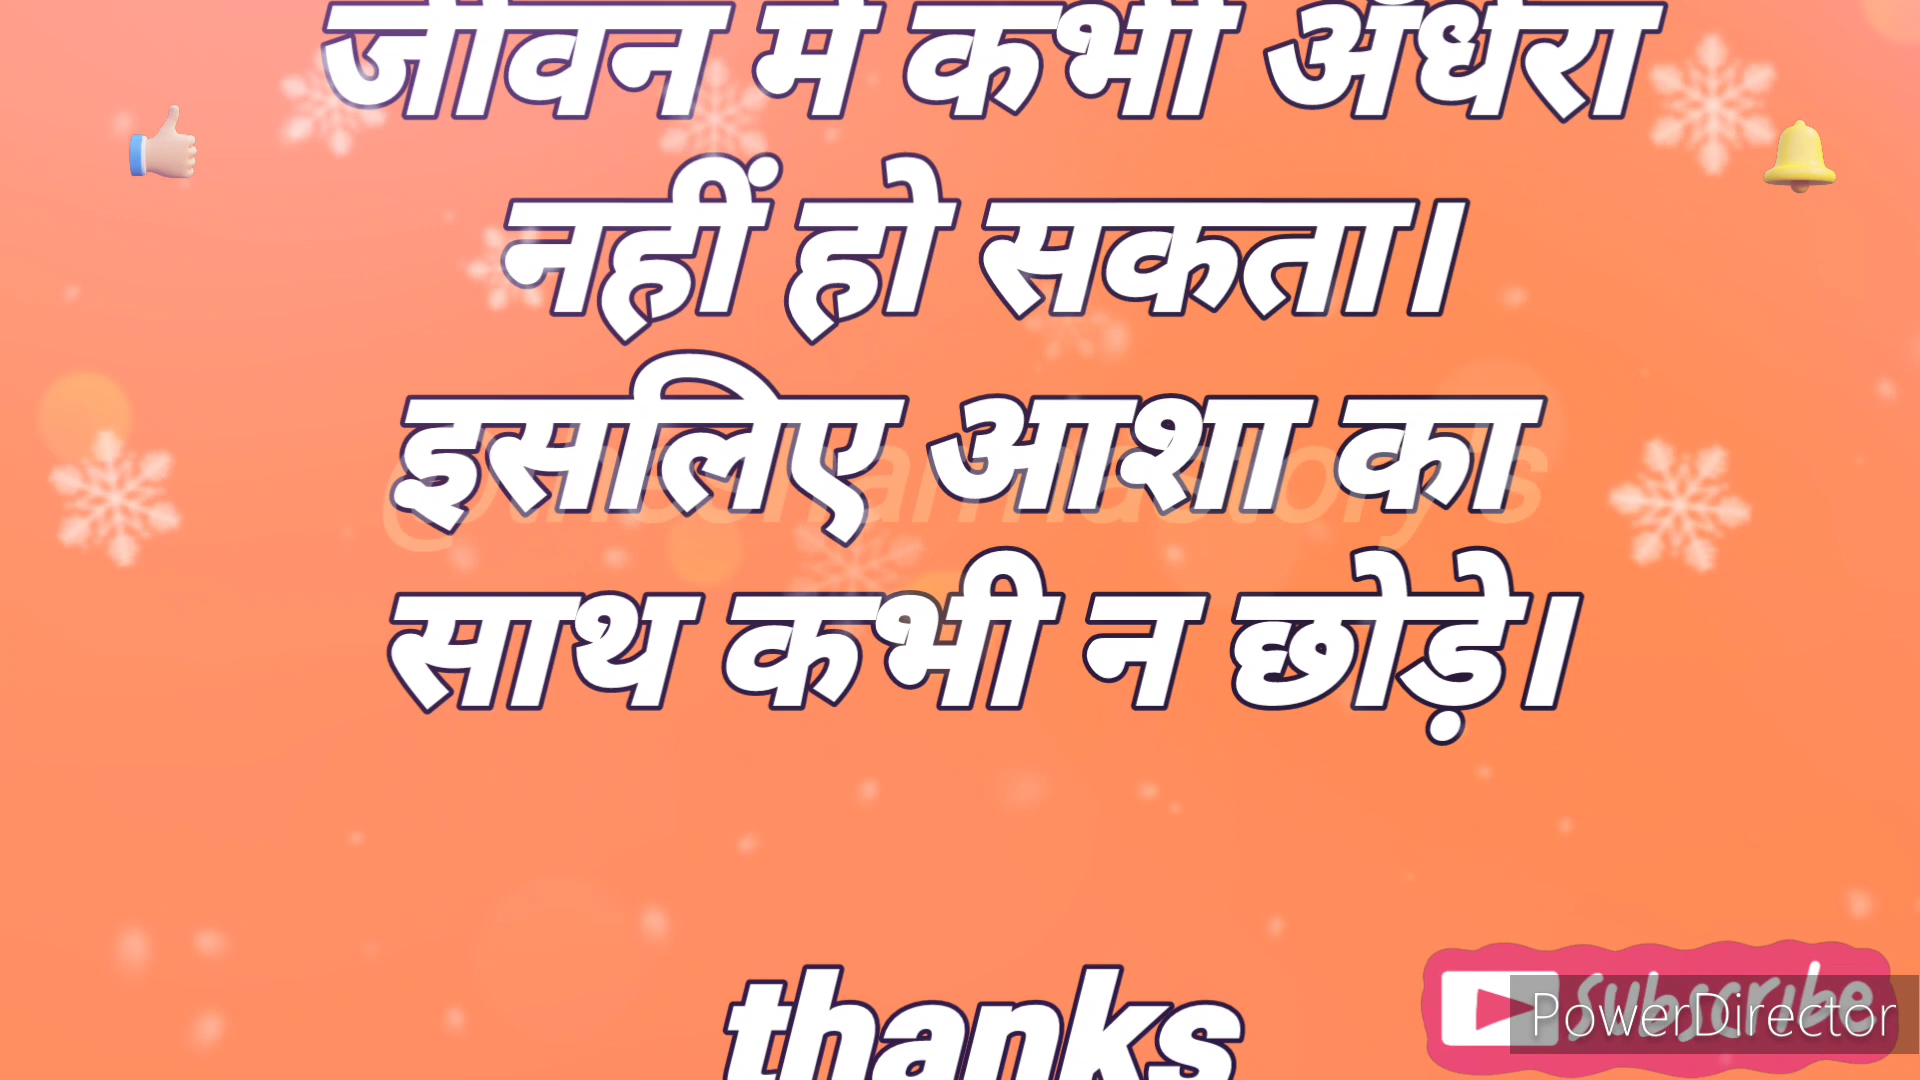 जीवन में कभी अँधेरा
नहीं हो सकता।
इसलिए आशा का
साथ कभी न छोड़े।
thanks
Subscribe
PowerDirector